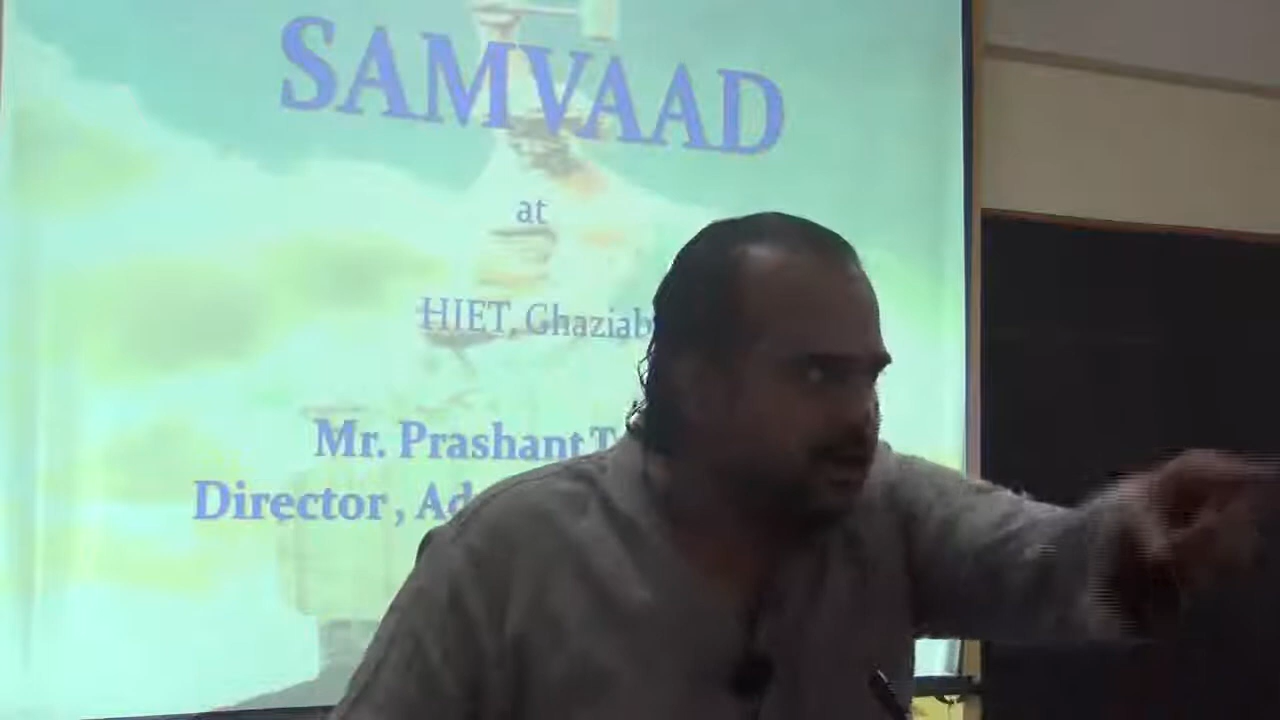 SAMVAAD
at
HIET, Ghaziab
Mr. Prashant T
Director, Ad